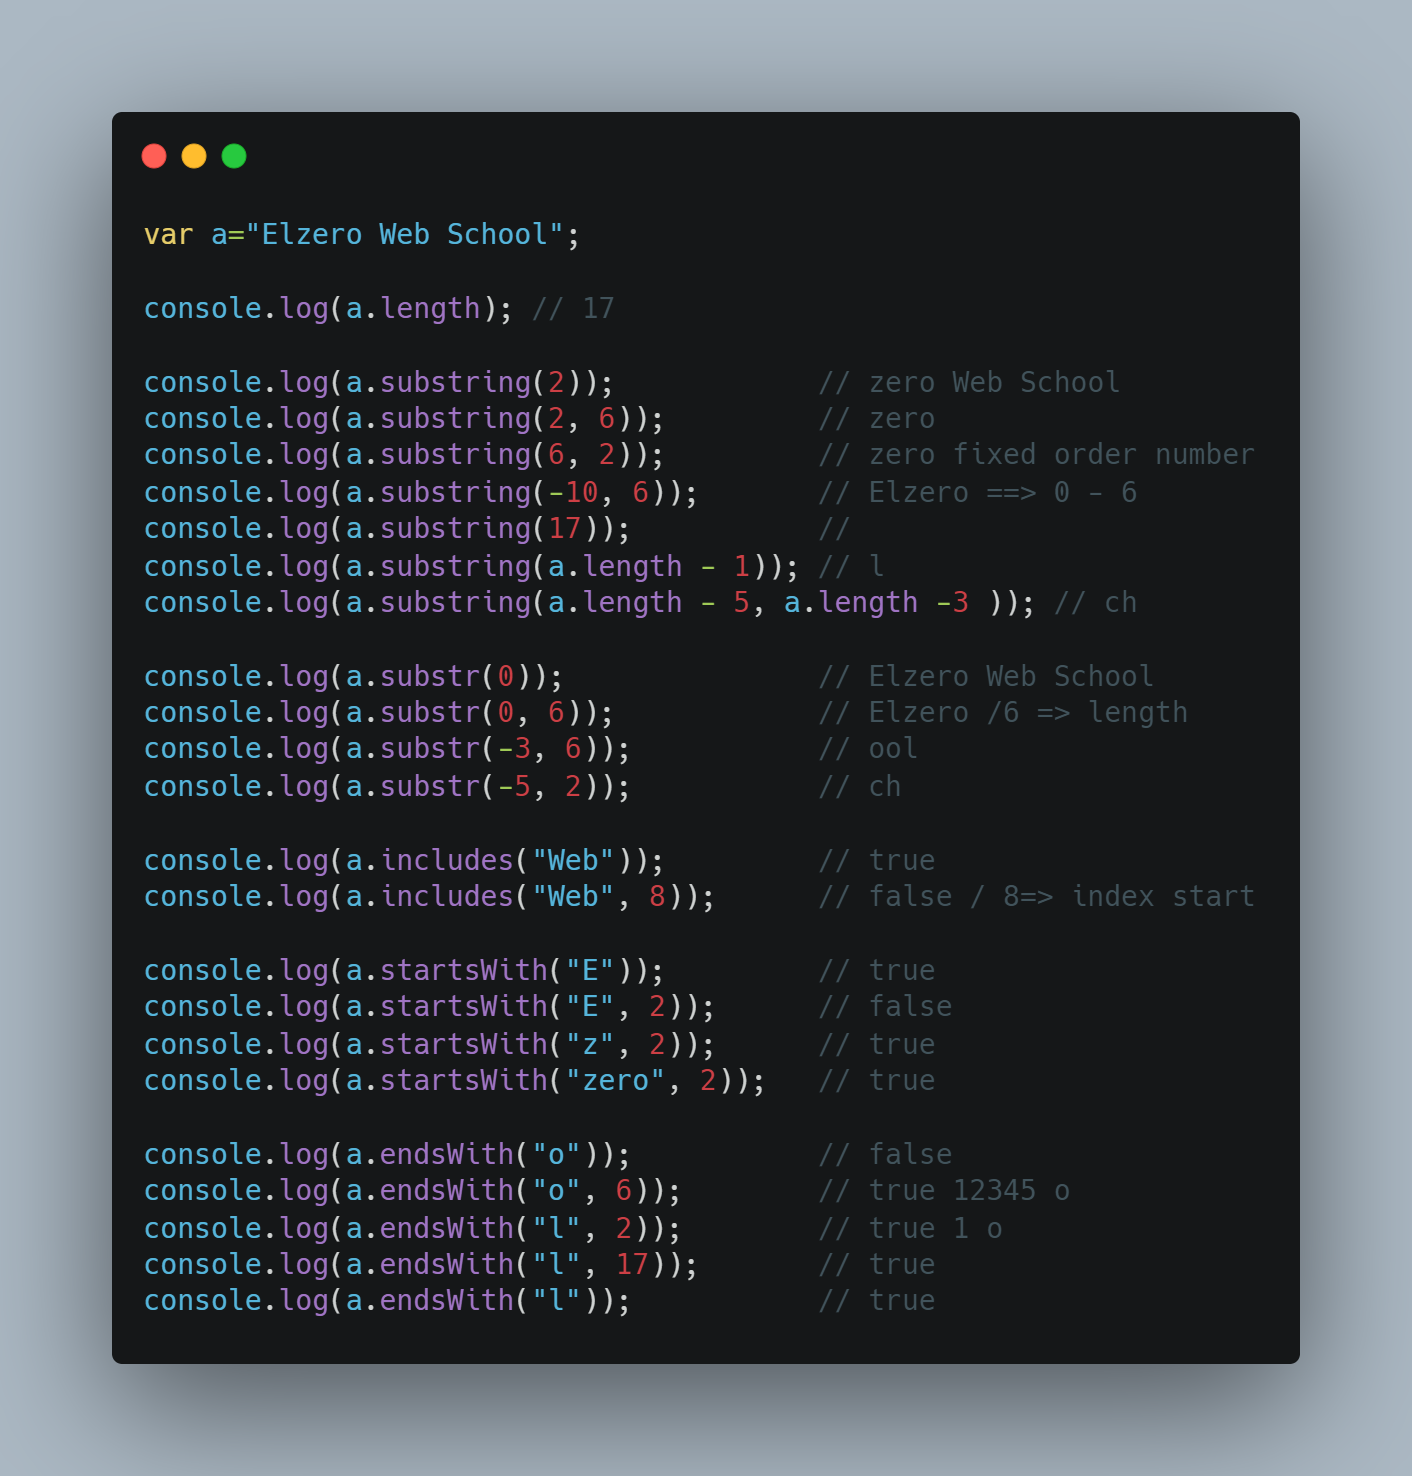 var a="Elzero Web School";
console.log(a.length); // 17
console.log(a.substring(2)); // zero Web School
console.log(a.substring(2, 6)); // zero
console.log(a.substring(6, 2)); // zero fixed order number
console.log(a.substring(-10, 6)); // Elzero ==> 0 - 6
console.log(a.substring(17)); //
console.log(a.substring(a.length - 1)); // l
console.log(a.substring(a.length - 5, a.length -3 )); // ch
console.log(a.substr(0)); // Elzero Web School
console.log(a.substr(0, 6)); // Elzero /6 => length
console.log(a.substr(-3, 6)); // ool
console.log(a.substr(-5, 2)); // ch
console.log(a.includes("Web")); // true
console.log(a.includes("Web", 8)); // false / 8=> index start
console.log(a.startsWith("E")); // true
console.log(a.startsWith("E", 2)); // false
console.log(a.startsWith("z", 2)); // true
console.log(a.startsWith("zero", 2)); // true
console.log(a.endsWith("o")); // false
console.log(a.endsWith("o", 6)); // true 12345 o
console.log(a.endsWith("l", 2)); // true 1 o
console.log(a.endsWith("l", 17)); // true
console.log(a.endsWith("l")); // true